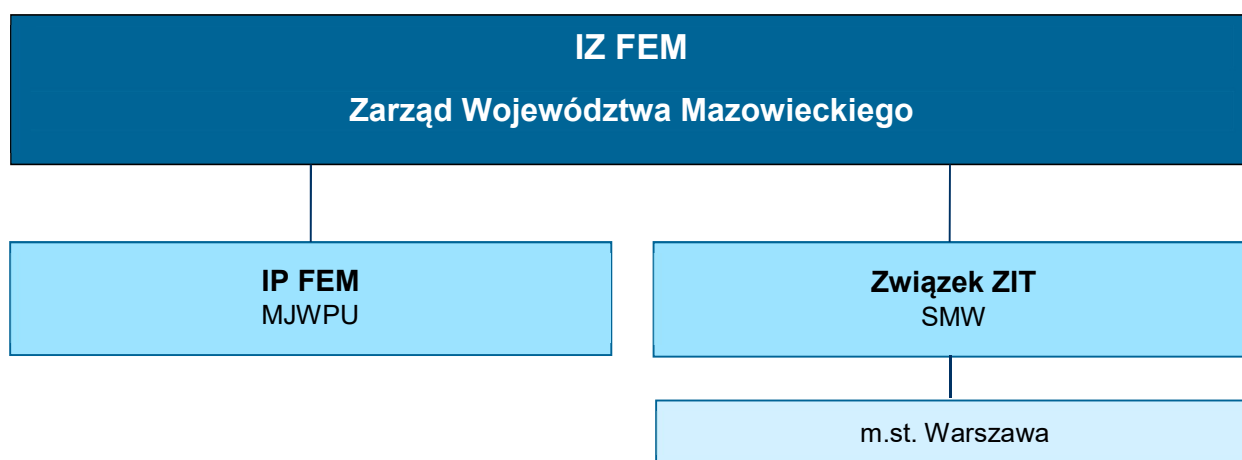 IZ FEM
Zarząd Województwa Mazowieckiego
IP FEM
MJWPU
Związek ZIT
SMW
m.st. Warszawa